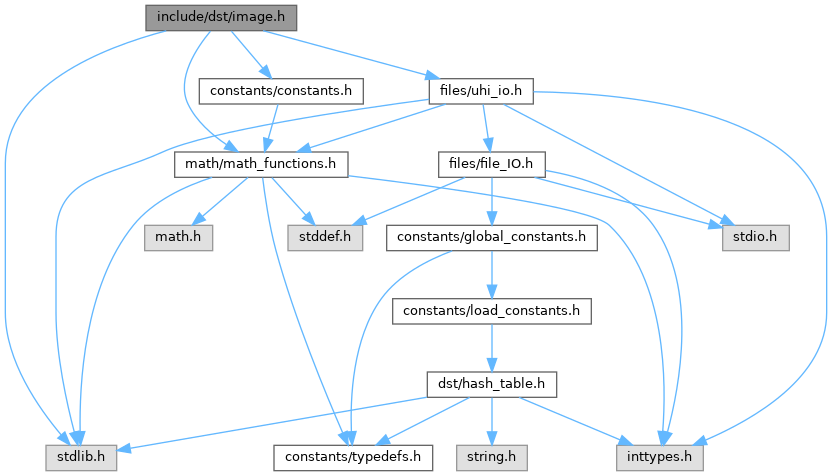 include/dst/image.h
constants/constants.h
files/uhi_io.h
math/math_functions.h
files/file_IO.h
math.h
stddef.h
constants/global_constants.h
stdio.h
constants/load_constants.h
dst/hash_table.h
stdlib.h
constants/typedefs.h
string.h
inttypes.h